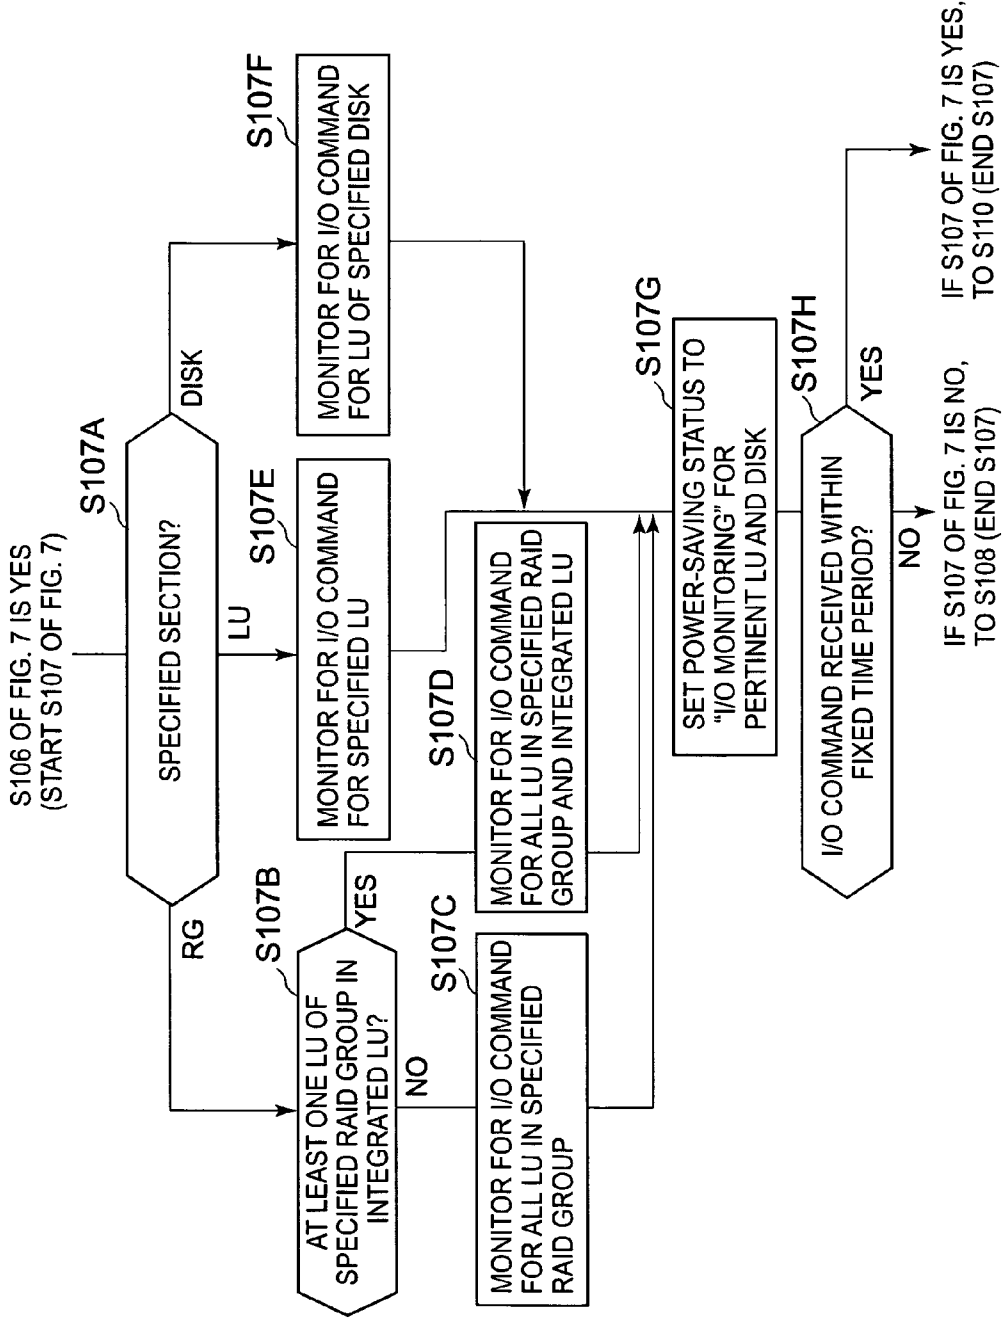 S106 OF FIG. 7 IS YES
(START S107 OF FIG. 7)
S107A
SPECIFIED SECTION?
RG
LU
DISK
S107B
AT LEAST ONE LU OF
SPECIFIED RAID GROUP IN
INTEGRATED LU?
YES
NO
S107E
MONITOR FOR I/O COMMAND
FOR SPECIFIED LU
S107F
MONITOR FOR I/O COMMAND
FOR LU OF SPECIFIED DISK
S107C
MONITOR FOR I/O COMMAND
FOR ALL LU IN SPECIFIED
RAID GROUP
S107D
MONITOR FOR I/O COMMAND
FOR ALL LU IN SPECIFIED RAID
GROUP AND INTEGRATED LU
S107G
SET POWER-SAVING STATUS TO
"I/O MONITORING" FOR
PERTINENT LU AND DISK
S107H
I/O COMMAND RECEIVED WITHIN
FIXED TIME PERIOD?
YES
NO
IF S107 OF FIG. 7 IS NO,
TO S108 (END S107)
IF S107 OF FIG. 7 IS YES,
TO S110 (END S107)